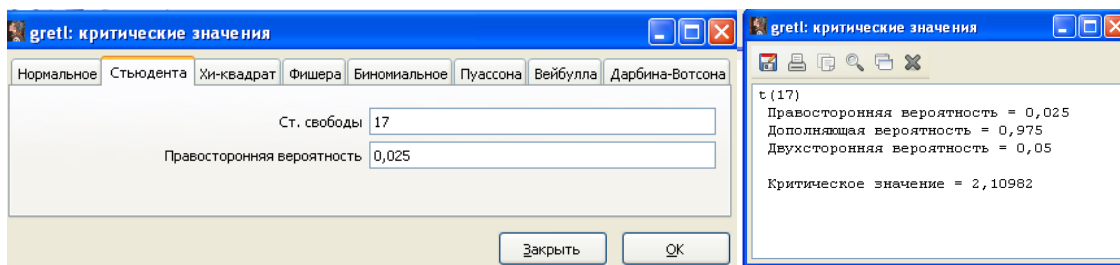 gretl: критические значения
Нормальное Стьюдента Хи-квадрат Фишера Биномиальное Пуассона Вейбулла Дарбина-Вотсона
Ст. свободы 17
Правосторонняя вероятность 0,025
Закрыть OK
gretl: критические значения
t(17)
Правосторонняя вероятность = 0,025
Дополняющая вероятность = 0,975
Двухсторонняя вероятность = 0,05
Критическое значение = 2,10982